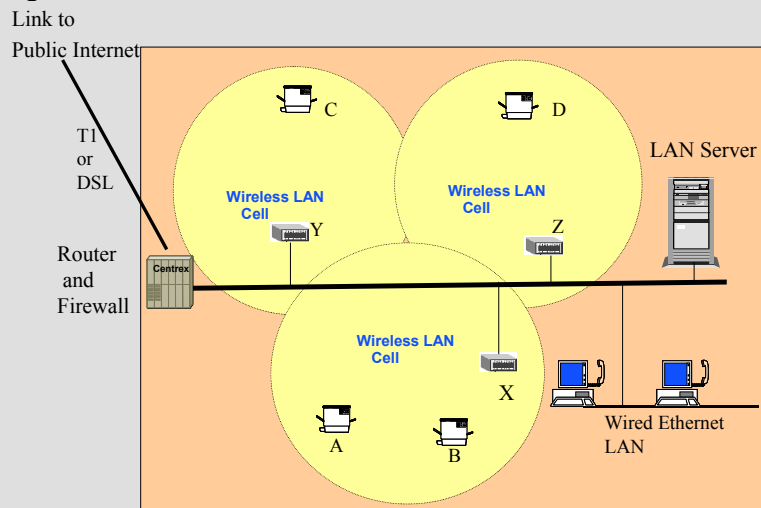 Link to
Public Internet
T1
or
DSL
Router
and
Firewall
Centrex
C
D
LAN Server
Wireless LAN
Cell
Y
Wireless LAN
Cell
Z
Wireless LAN
Cell
X
A
B
Wired Ethernet
LAN